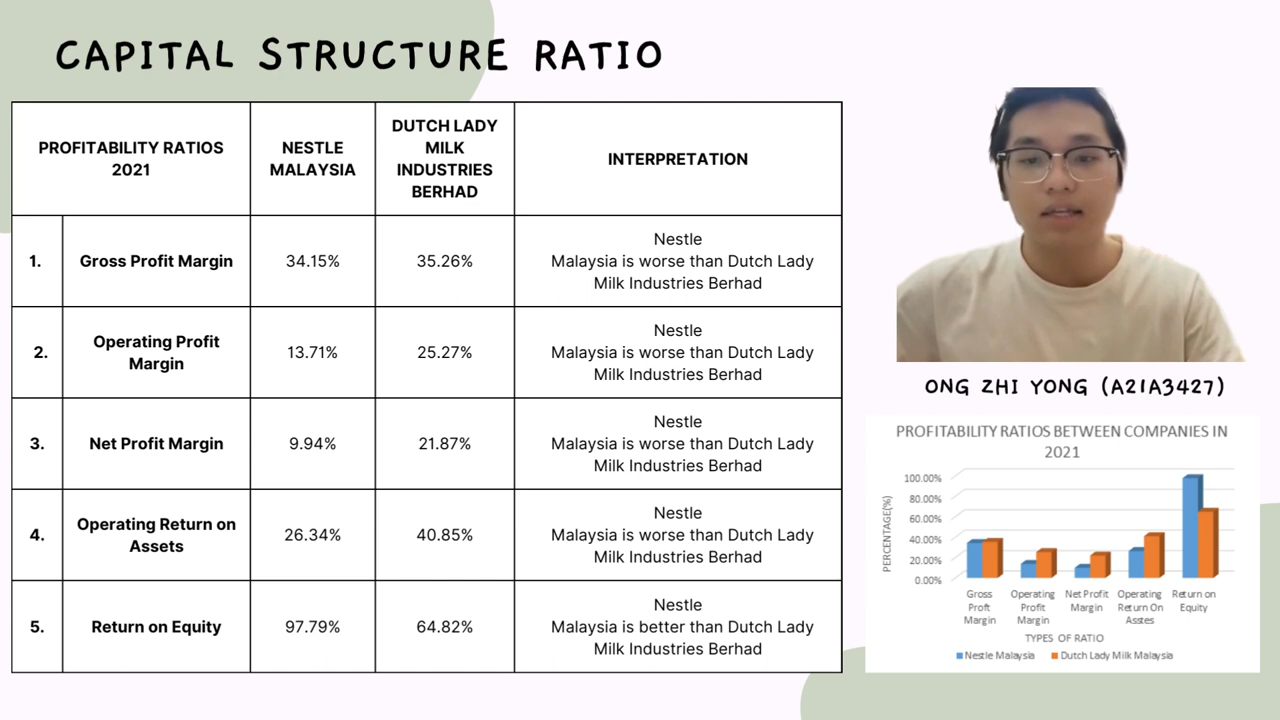 CAPITAL STRUCTURE RATIO
PROFITABILITY RATIOS
2021
NESTLE
MALAYSIA
DUTCH LADY
MILK
INDUSTRIES
BERHAD
INTERPRETATION
1.
Gross Profit Margin
34.15%
35.26%
Nestle
Malaysia is worse than Dutch Lady
Milk Industries Berhad
2.
Operating Profit
Margin
13.71%
25.27%
Nestle
Malaysia is worse than Dutch Lady
Milk Industries Berhad
3.
Net Profit Margin
9.94%
21.87%
Nestle
Malaysia is worse than Dutch Lady
Milk Industries Berhad
4.
Operating Return on
Assets
26.34%
40.85%
Nestle
Malaysia is worse than Dutch Lady
Milk Industries Berhad
5.
Return on Equity
97.79%
64.82%
Nestle
Malaysia is better than Dutch Lady
Milk Industries Berhad
ONG ZHI YONG (A21A3427)
PROFITABILITY RATIOS BETWEEN COMPANIES IN
2021
PERCENTAGE(%)
100.00%
80.00%
60.00%
40.00%
20.00%
0.00%
Gross
Proft
Margin
Operating
Profit
Margin
Net Profit
Margin
Operating
Return On
Asstes
Return on
Equity
TYPES OF RATIO
Nestle Malaysia
Dutch Lady Milk Malaysia